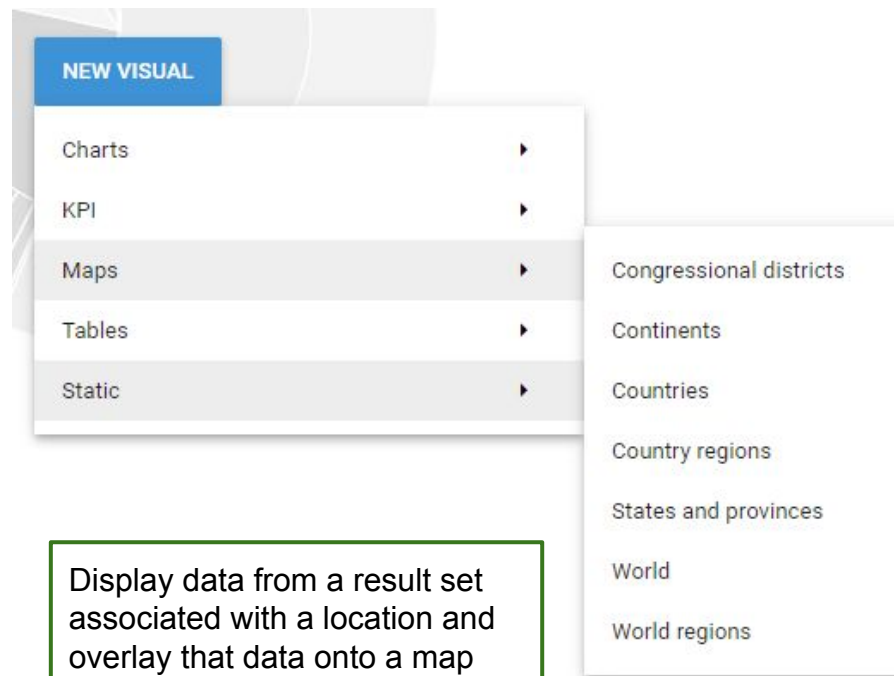 NEW VISUAL
Charts
KPI
Maps
Tables
Static
Congressional districts
Continents
Countries
Country regions
States and provinces
World
World regions
Display data from a result set
associated with a location and
overlay that data onto a map